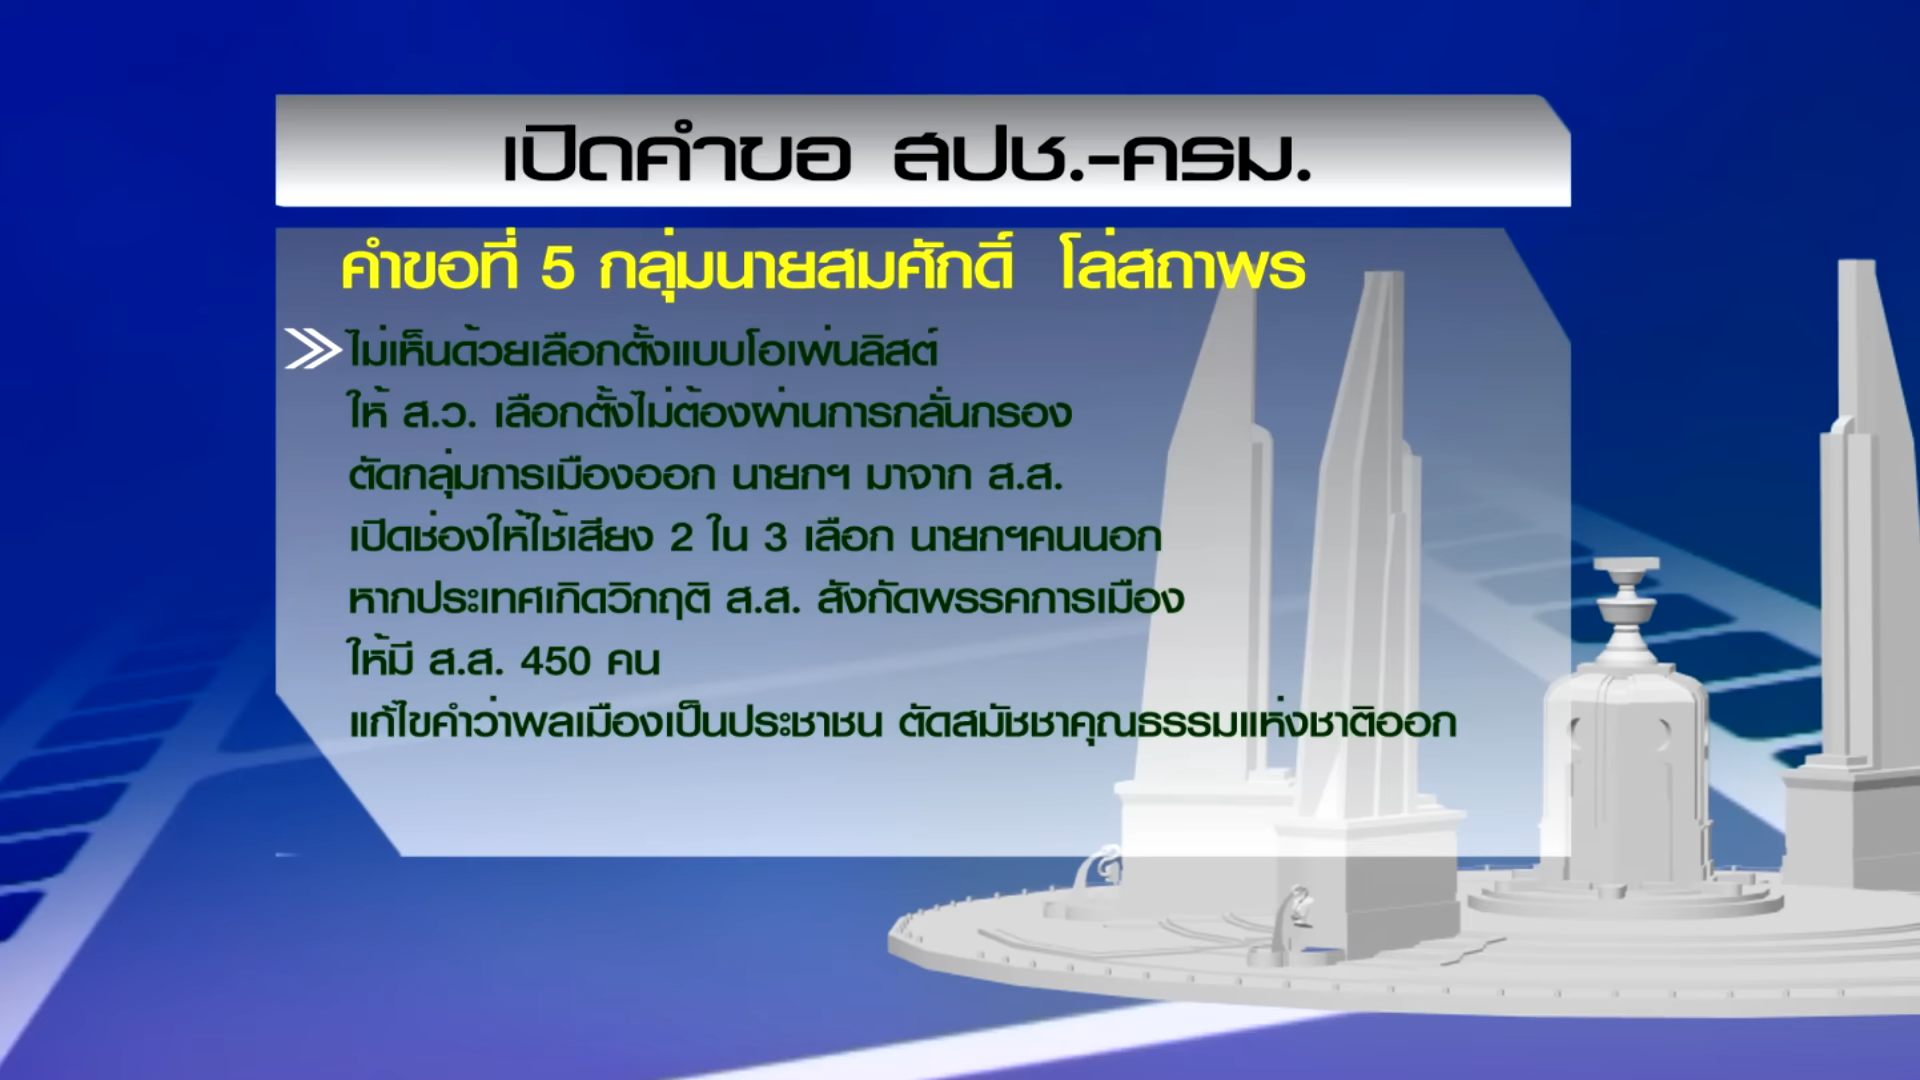 เปิดคำขอ สปช.-ครม.
คำขอที่ 5 กลุ่มนายสมศักดิ์ โล่สถาพร
ไม่เห็นด้วยเลือกตั้งแบบโอเพ่นลิสต์
ให้ ส.ว. เลือกตั้งไม่ต้องผ่านการกลั่นกรอง
ตัดกลุ่มการเมืองออก นายกฯ มาจาก ส.ส.
เปิดช่องให้ใช้เสียง 2 ใน 3 เลือก นายกฯคนนอก
หากประเทศเกิดวิกฤติ ส.ส. สังกัดพรรคการเมือง
ให้มี ส.ส. 450 คน
แก้ไขคำว่าพลเมืองเป็นประชาชน ตัดสมัชชาคุณธรรมแห่งชาติออก